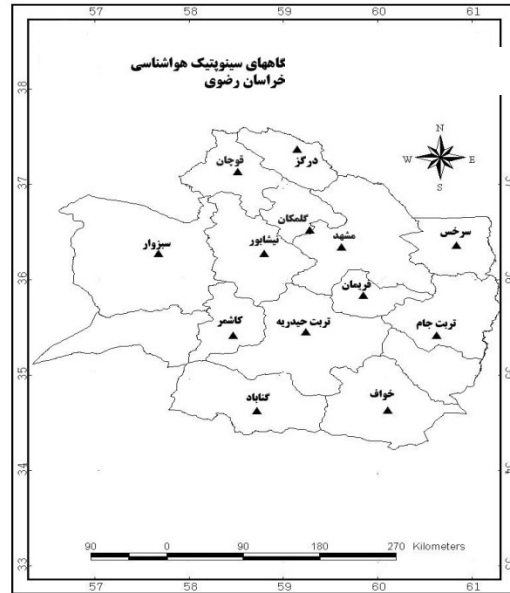 57 58 59 60 61
گاههای سینوپتیک هواشناسی
خراسان رضوی
38
N
W E
S
درگز
قوچان
37
گلمکان
سرخس
مشهد
نیشابور
سبزوار
36
فریمان
تربت جام
تربت حیدریه
کاشمر
35
خواف
گناباد
34
90 0 90 180 270 Kilometers
33
57 58 59 60 61